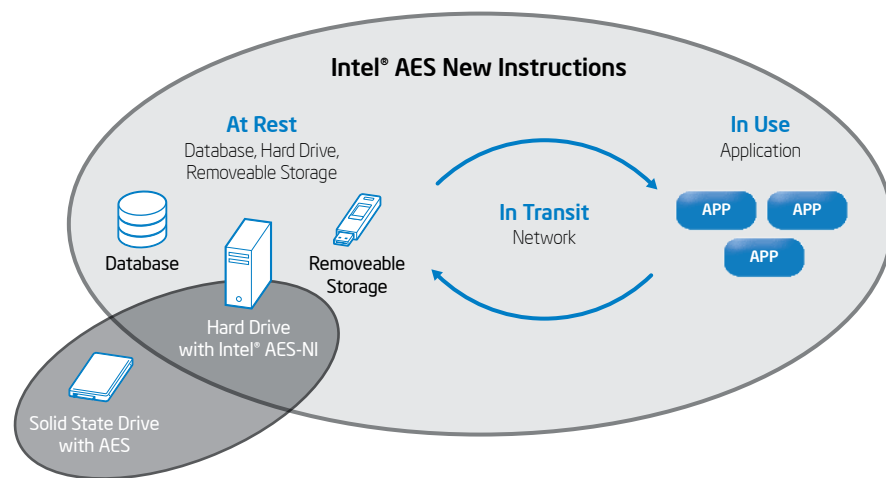 Intel® AES New Instructions
At Rest
Database, Hard Drive,
Removeable Storage
In Use
Application
In Transit
Network
APP
APP
APP
Database
Removeable
Storage
Hard Drive
with Intel® AES-NI
Solid State Drive
with AES